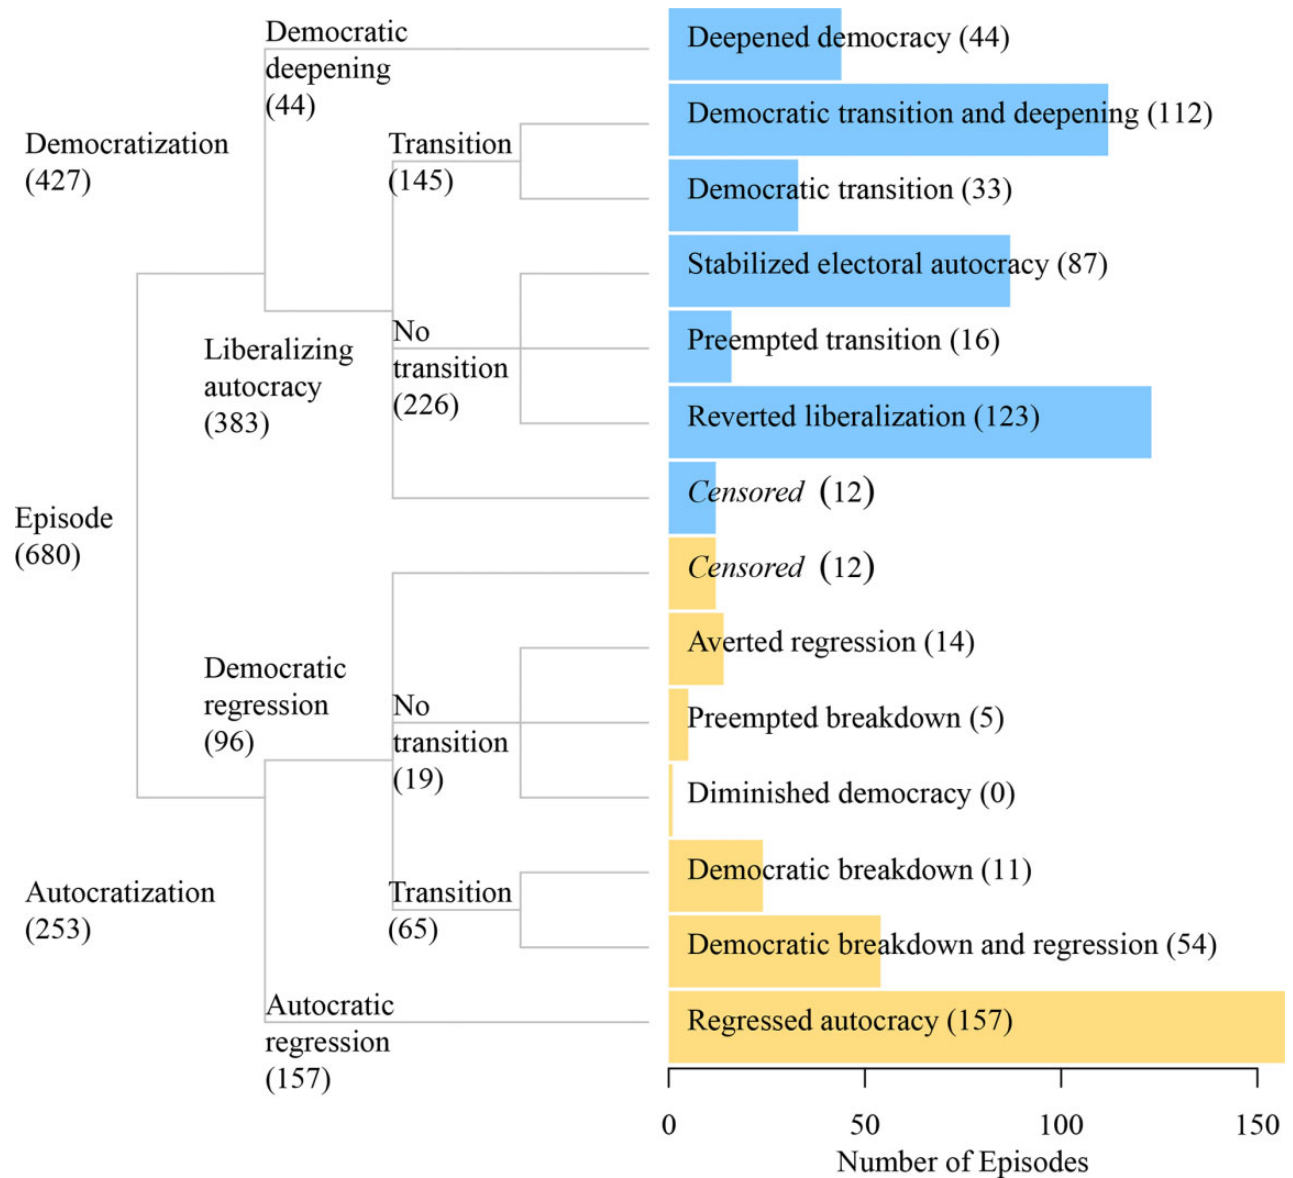 Democratic
deepening
(44)
Democratization
(427)
Transition
(145)
Liberalizing
autocracy
(383)
No
transition
(226)
Episode
(680)
Democratic
regression
(96)
No
transition
(19)
Autocratization
(253)
Transition
(65)
Autocratic
regression
(157)
Deepened democracy (44)
Democratic transition and deepening (112)
Democratic transition (33)
Stabilized electoral autocracy (87)
Preempted transition (16)
Reverted liberalization (123)
Censored (12)
Censored (12)
Averted regression (14)
Preempted breakdown (5)
Diminished democracy (0)
Democratic breakdown (11)
Democratic breakdown and regression (54)
Regressed autocracy (157)
0 50 100 150
Number of Episodes